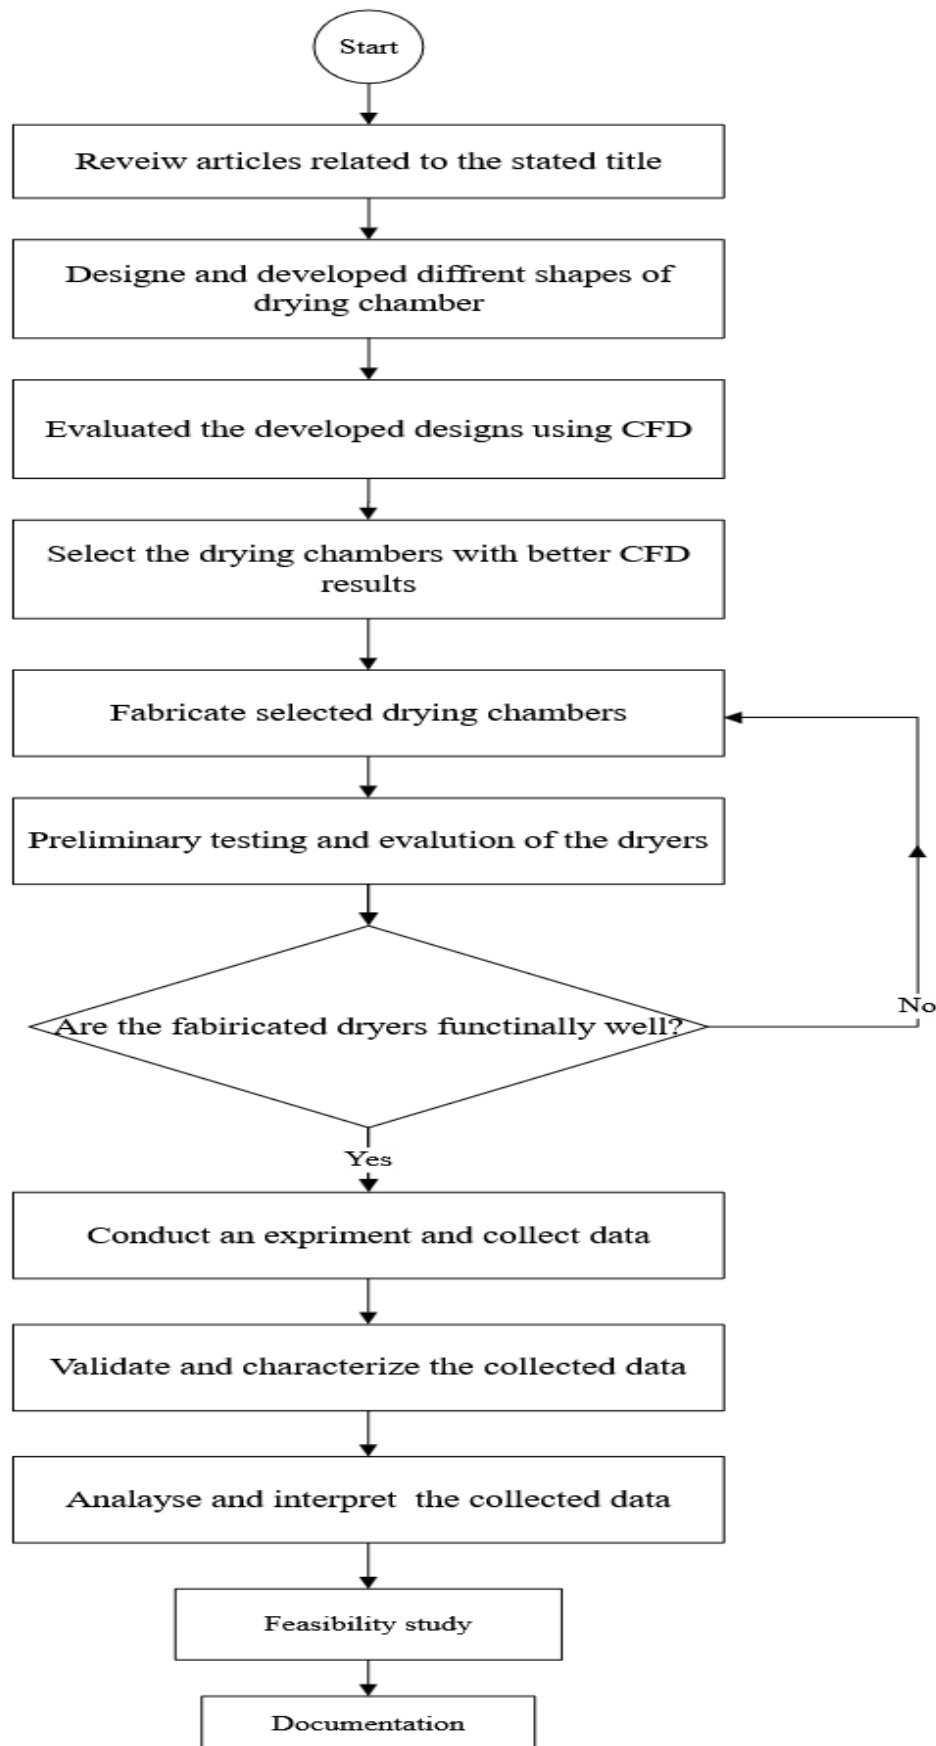 Start
Reveiw articles related to the stated title
Designe and developed diffrent shapes of
drying chamber
Evaluated the developed designs using CFD
Select the drying chambers with better CFD
results
Fabricate selected drying chambers
Preliminary testing and evalution of the dryers
Are the fabiricated dryers functinally well?
No
Yes
Conduct an expriment and collect data
Validate and characterize the collected data
Analayse and interpret  the collected data
Feasibility study
Documentation